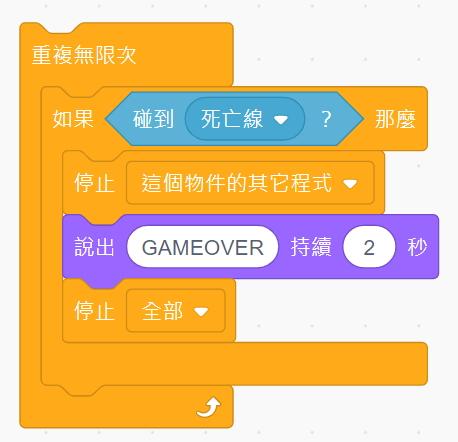 重複無限次
如果 碰到 死亡線 ? 那麼
停止 這個物件的其它程式
說出 GAMEOVER 持續 2 秒
停止 全部